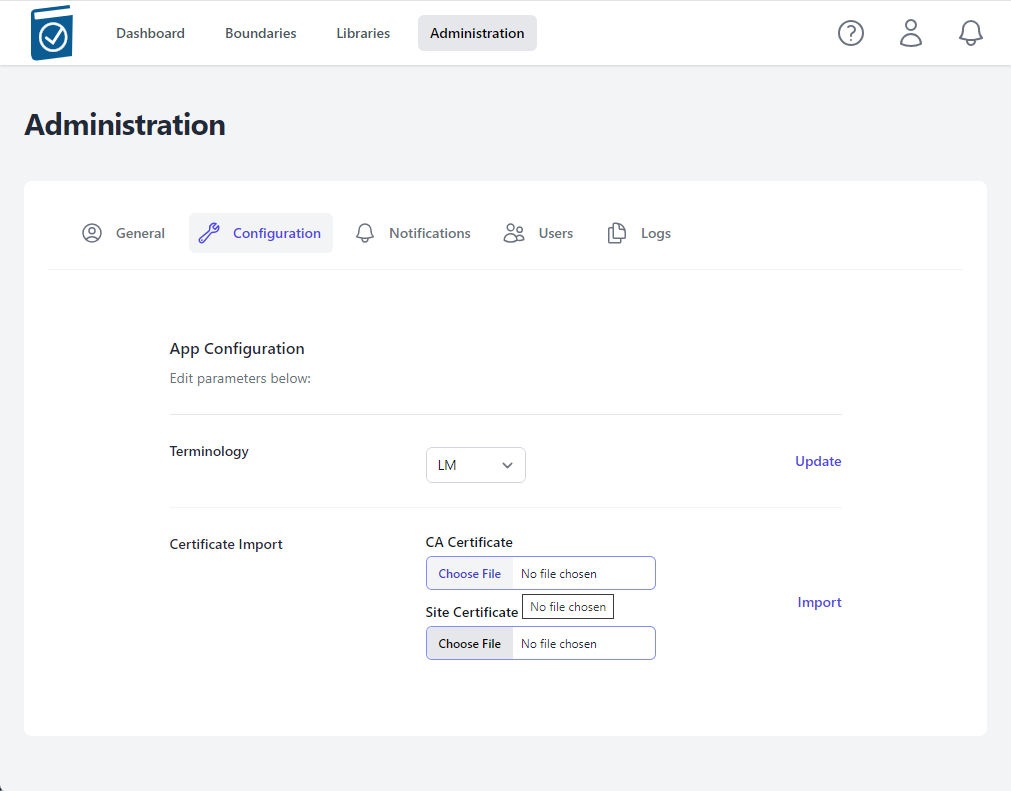 Dashboard Boundaries Libraries Administration
Administration
General Configuration Notifications Users Logs
App Configuration
Edit parameters below:
Terminology LM Update
Certificate Import
CA Certificate
Choose File No file chosen
Import
Site Certificate No file chosen
Choose File No file chosen